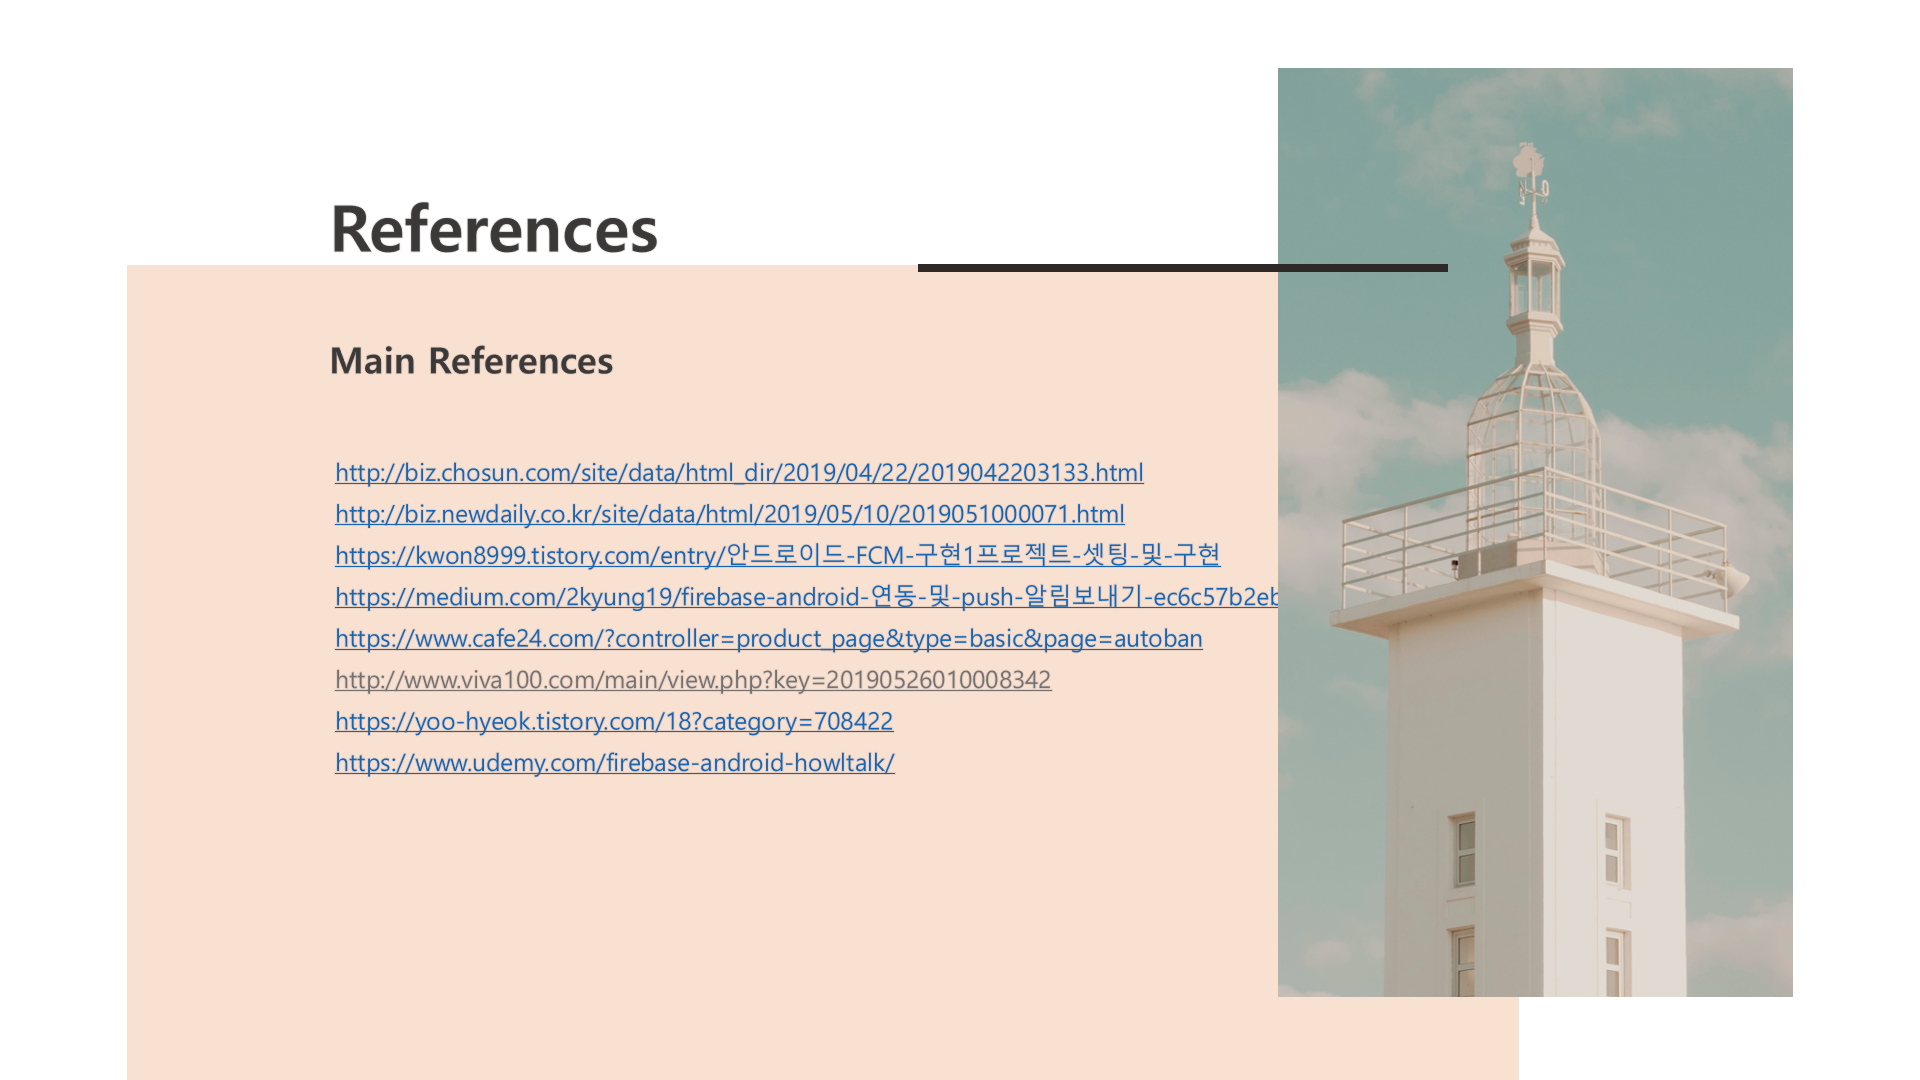 References
Main References
http://biz.chosun.com/site/data/html_dir/2019/04/22/2019042203133.html
http://biz.newdaily.co.kr/site/data/html/2019/05/10/2019051000071.html
https://kwon8999.tistory.com/entry/안드로이드-FCM-구현1프로젝트-셋팅-및-구현
https://medium.com/2kyung19/firebase-android-연동-및-push-알림보내기-ec6c57b2eb
https://www.cafe24.com/?controller=product_page&type=basic&page=autoban
http://www.viva100.com/main/view.php?key=20190526010008342
https://yoo-hyeok.tistory.com/18?category=708422
https://www.udemy.com/firebase-android-howltalk/